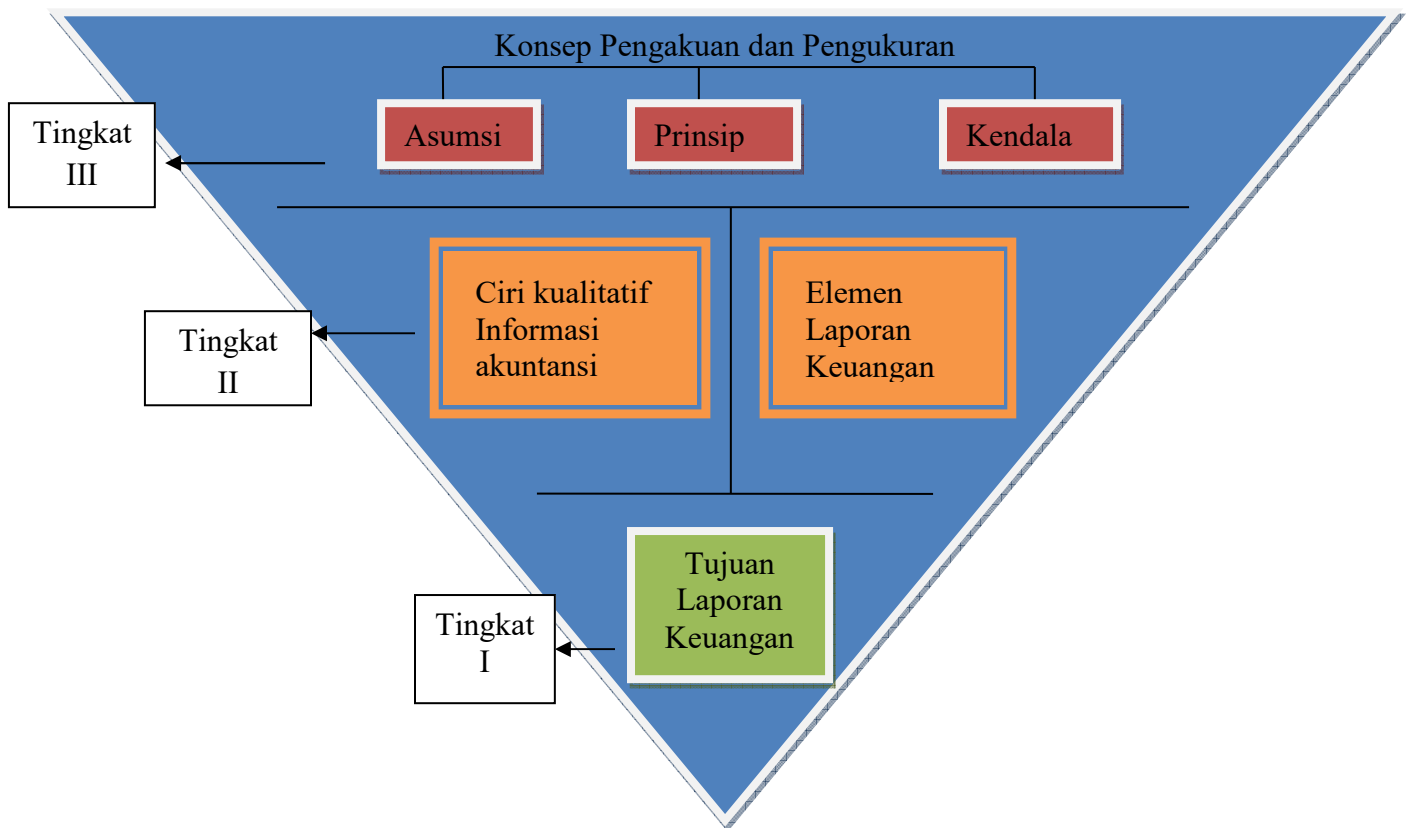 Konsep Pengakuan dan Pengukuran
Asumsi
Prinsip
Kendala
Tingkat
III
Ciri kualitatif
Informasi
akuntansi
Elemen
Laporan
Keuangan
Tingkat
II
Tujuan
Laporan
Keuangan
Tingkat
I